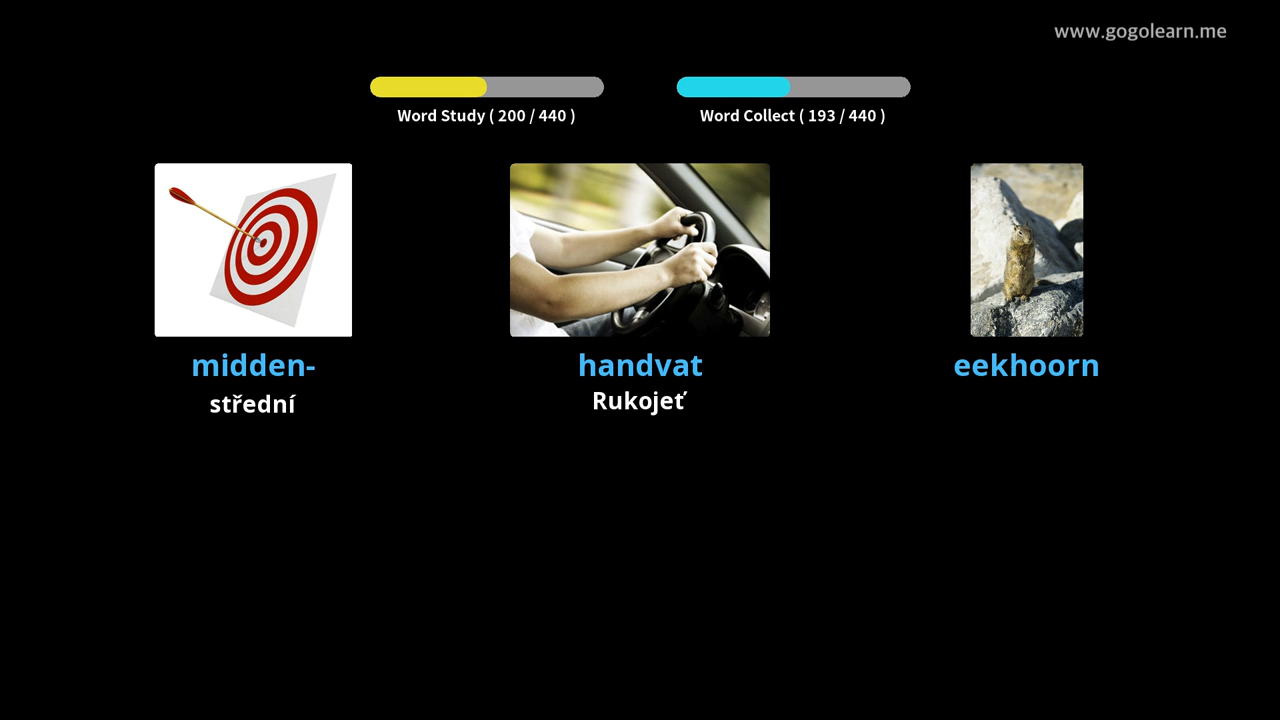 www.gogolearn.me
Word Study ( 200 / 440 )
Word Collect ( 193 / 440 )
midden-
handvat
eekhoorn
střední
Rukojeť